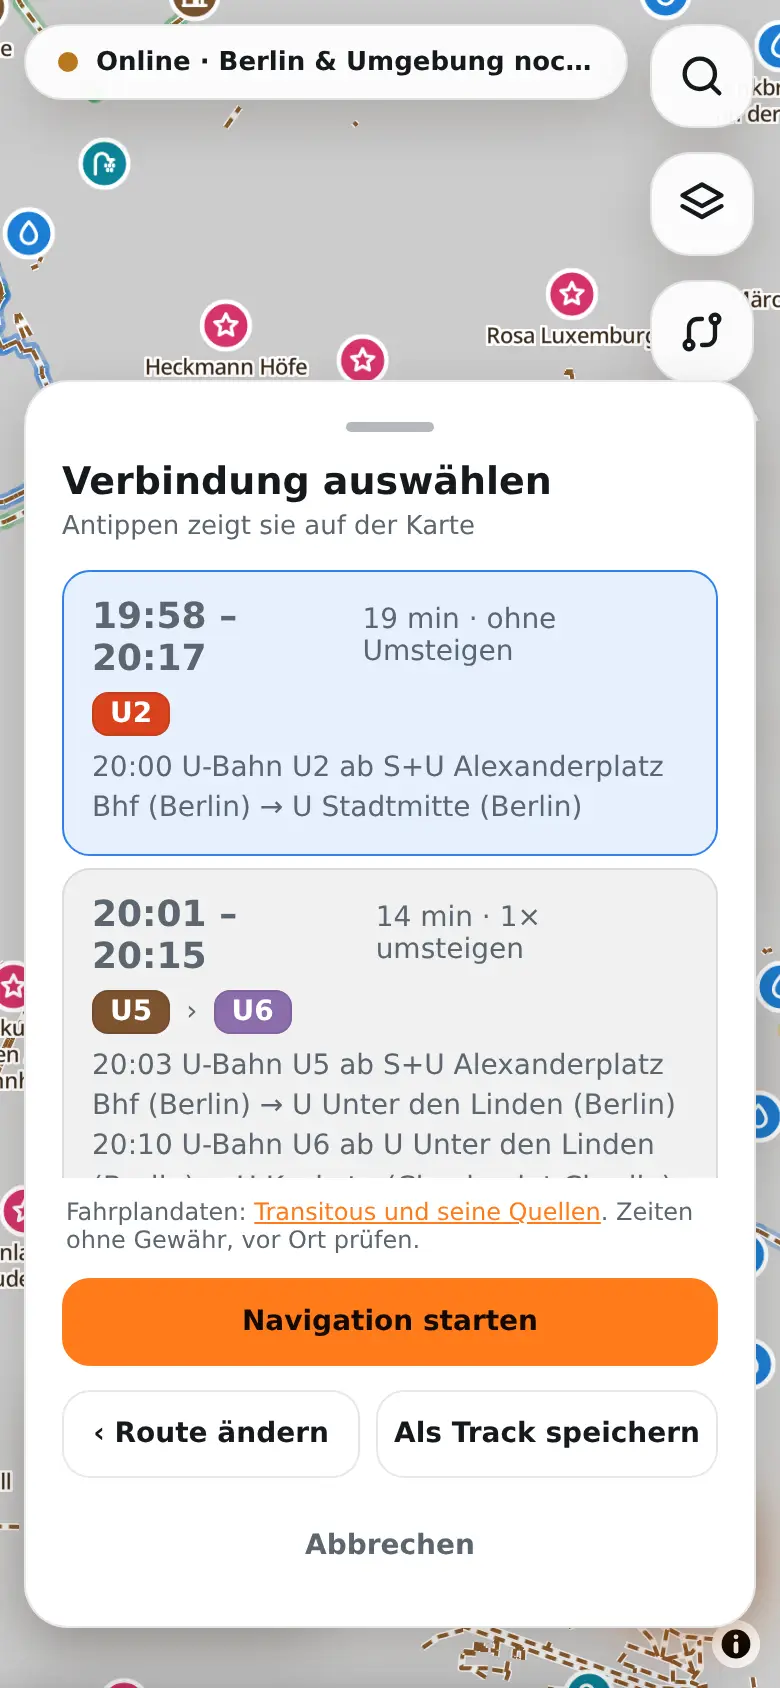 Online · Berlin & Umgebung noc…
Heckmann Höfe
Rosa Luxemburg
Verbindung auswählen
Antippen zeigt sie auf der Karte
19:58 –
20:17
19 min · ohne
Umsteigen
U2
20:00 U-Bahn U2 ab S+U Alexanderplatz
Bhf (Berlin) → U Stadtmitte (Berlin)
20:01 –
20:15
14 min · 1×
umsteigen
U5 › U6
20:03 U-Bahn U5 ab S+U Alexanderplatz
Bhf (Berlin) → U Unter den Linden (Berlin)
20:10 U-Bahn U6 ab U Unter den Linden
Fahrplandaten: Transitous und seine Quellen. Zeiten
ohne Gewähr, vor Ort prüfen.
Navigation starten
‹ Route ändern
Als Track speichern
Abbrechen